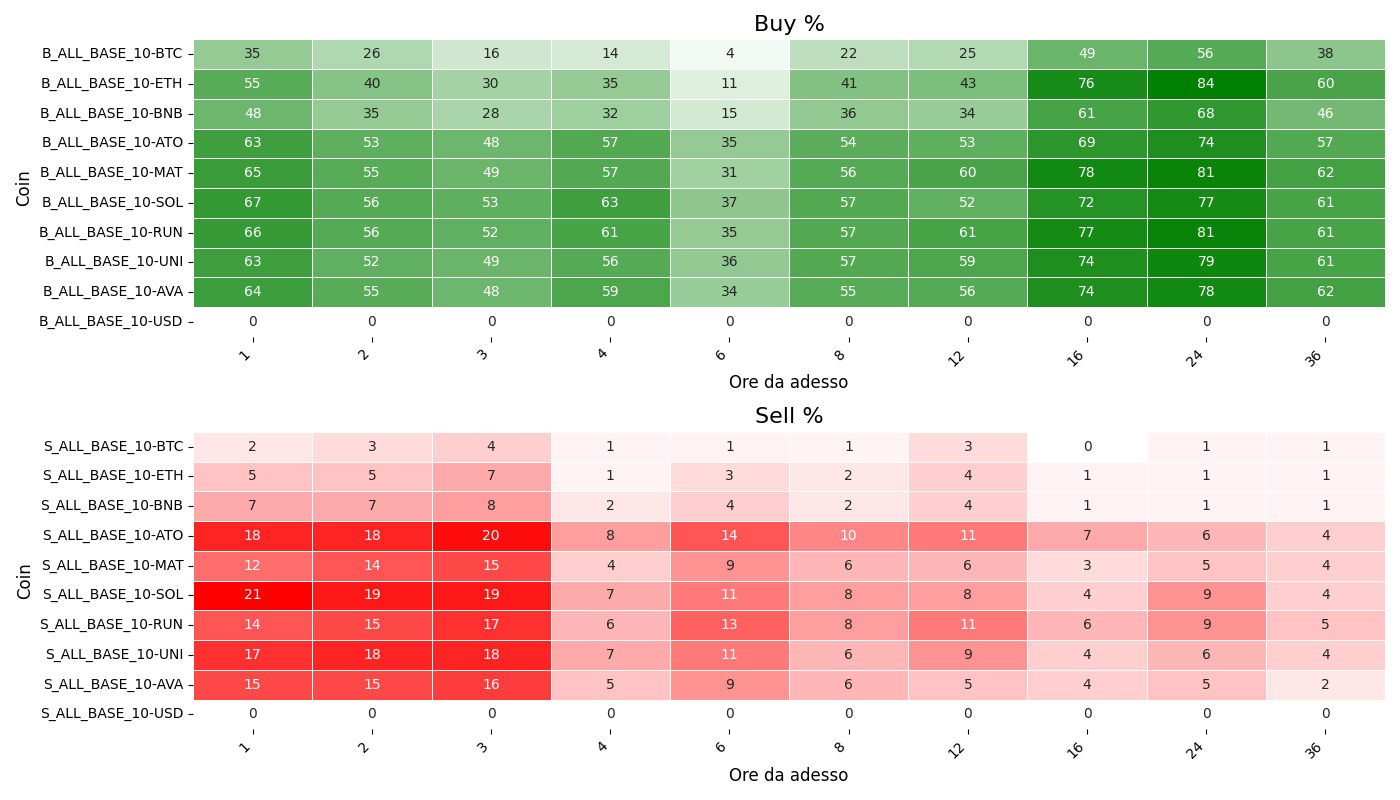 Buy %
Coin
B_ALL_BASE_10-BTC 35 26 16 14 4 22 25 49 56 38
B_ALL_BASE_10-ETH 55 40 30 35 11 41 43 76 84 60
B_ALL_BASE_10-BNB 48 35 28 32 15 36 34 61 68 46
B_ALL_BASE_10-ATO 63 53 48 57 35 54 53 69 74 57
B_ALL_BASE_10-MAT 65 55 49 57 31 56 60 78 81 62
B_ALL_BASE_10-SOL 67 56 53 63 37 57 52 72 77 61
B_ALL_BASE_10-RUN 66 56 52 61 35 57 61 77 81 61
B_ALL_BASE_10-UNI 63 52 49 56 36 57 59 74 79 61
B_ALL_BASE_10-AVA 64 55 48 59 34 55 56 74 78 62
B_ALL_BASE_10-USD 0 0 0 0 0 0 0 0 0 0
1 2 3 4 6 8 12 16 24 36
Ore da adesso
Sell %
Coin
S_ALL_BASE_10-BTC 2 3 4 1 1 1 3 0 1 1
S_ALL_BASE_10-ETH 5 5 7 1 3 2 4 1 1 1
S_ALL_BASE_10-BNB 7 7 8 2 4 2 4 1 1 1
S_ALL_BASE_10-ATO 18 18 20 8 14 10 11 7 6 4
S_ALL_BASE_10-MAT 12 14 15 4 9 6 6 3 5 4
S_ALL_BASE_10-SOL 21 19 19 7 11 8 8 4 9 4
S_ALL_BASE_10-RUN 14 15 17 6 13 8 11 6 9 5
S_ALL_BASE_10-UNI 17 18 18 7 11 6 9 4 6 4
S_ALL_BASE_10-AVA 15 15 16 5 9 6 5 4 5 2
S_ALL_BASE_10-USD 0 0 0 0 0 0 0 0 0 0
1 2 3 4 6 8 12 16 24 36
Ore da adesso